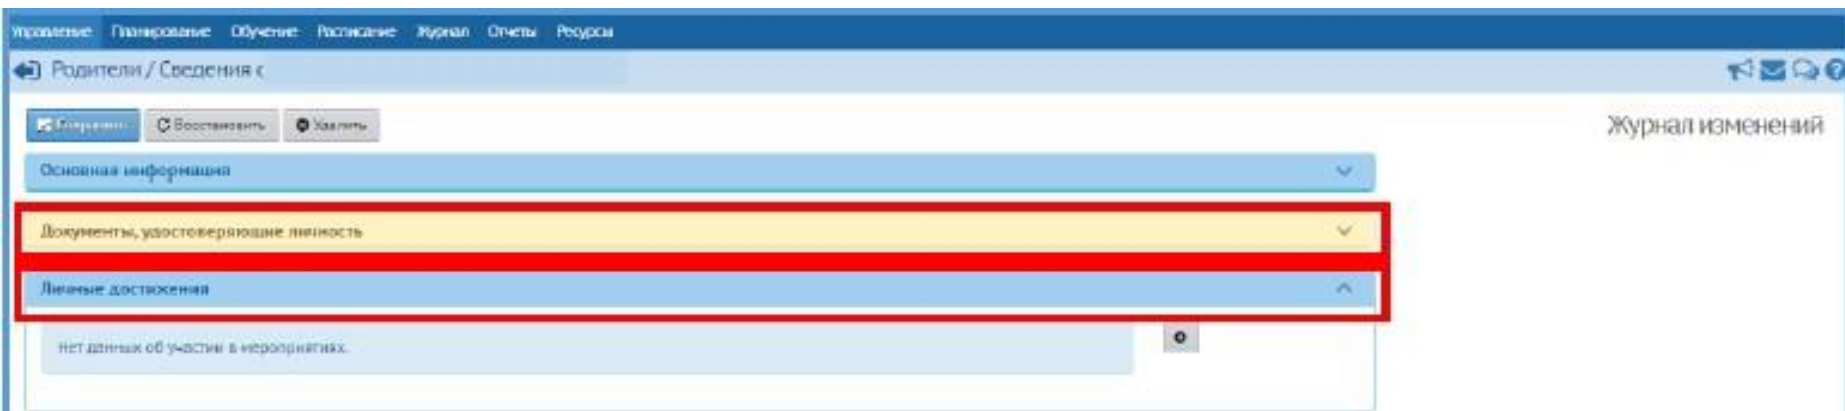 Управление Планирование Обучение Расписание Журнал Отчеты Ресурсы
Родители / Сведения с
Сохранить Восстановить Удалить
Журнал изменений
Основная информация
Документы, удостоверяющие личность
Личные достижения
Нет данных об участии в мероприятиях.